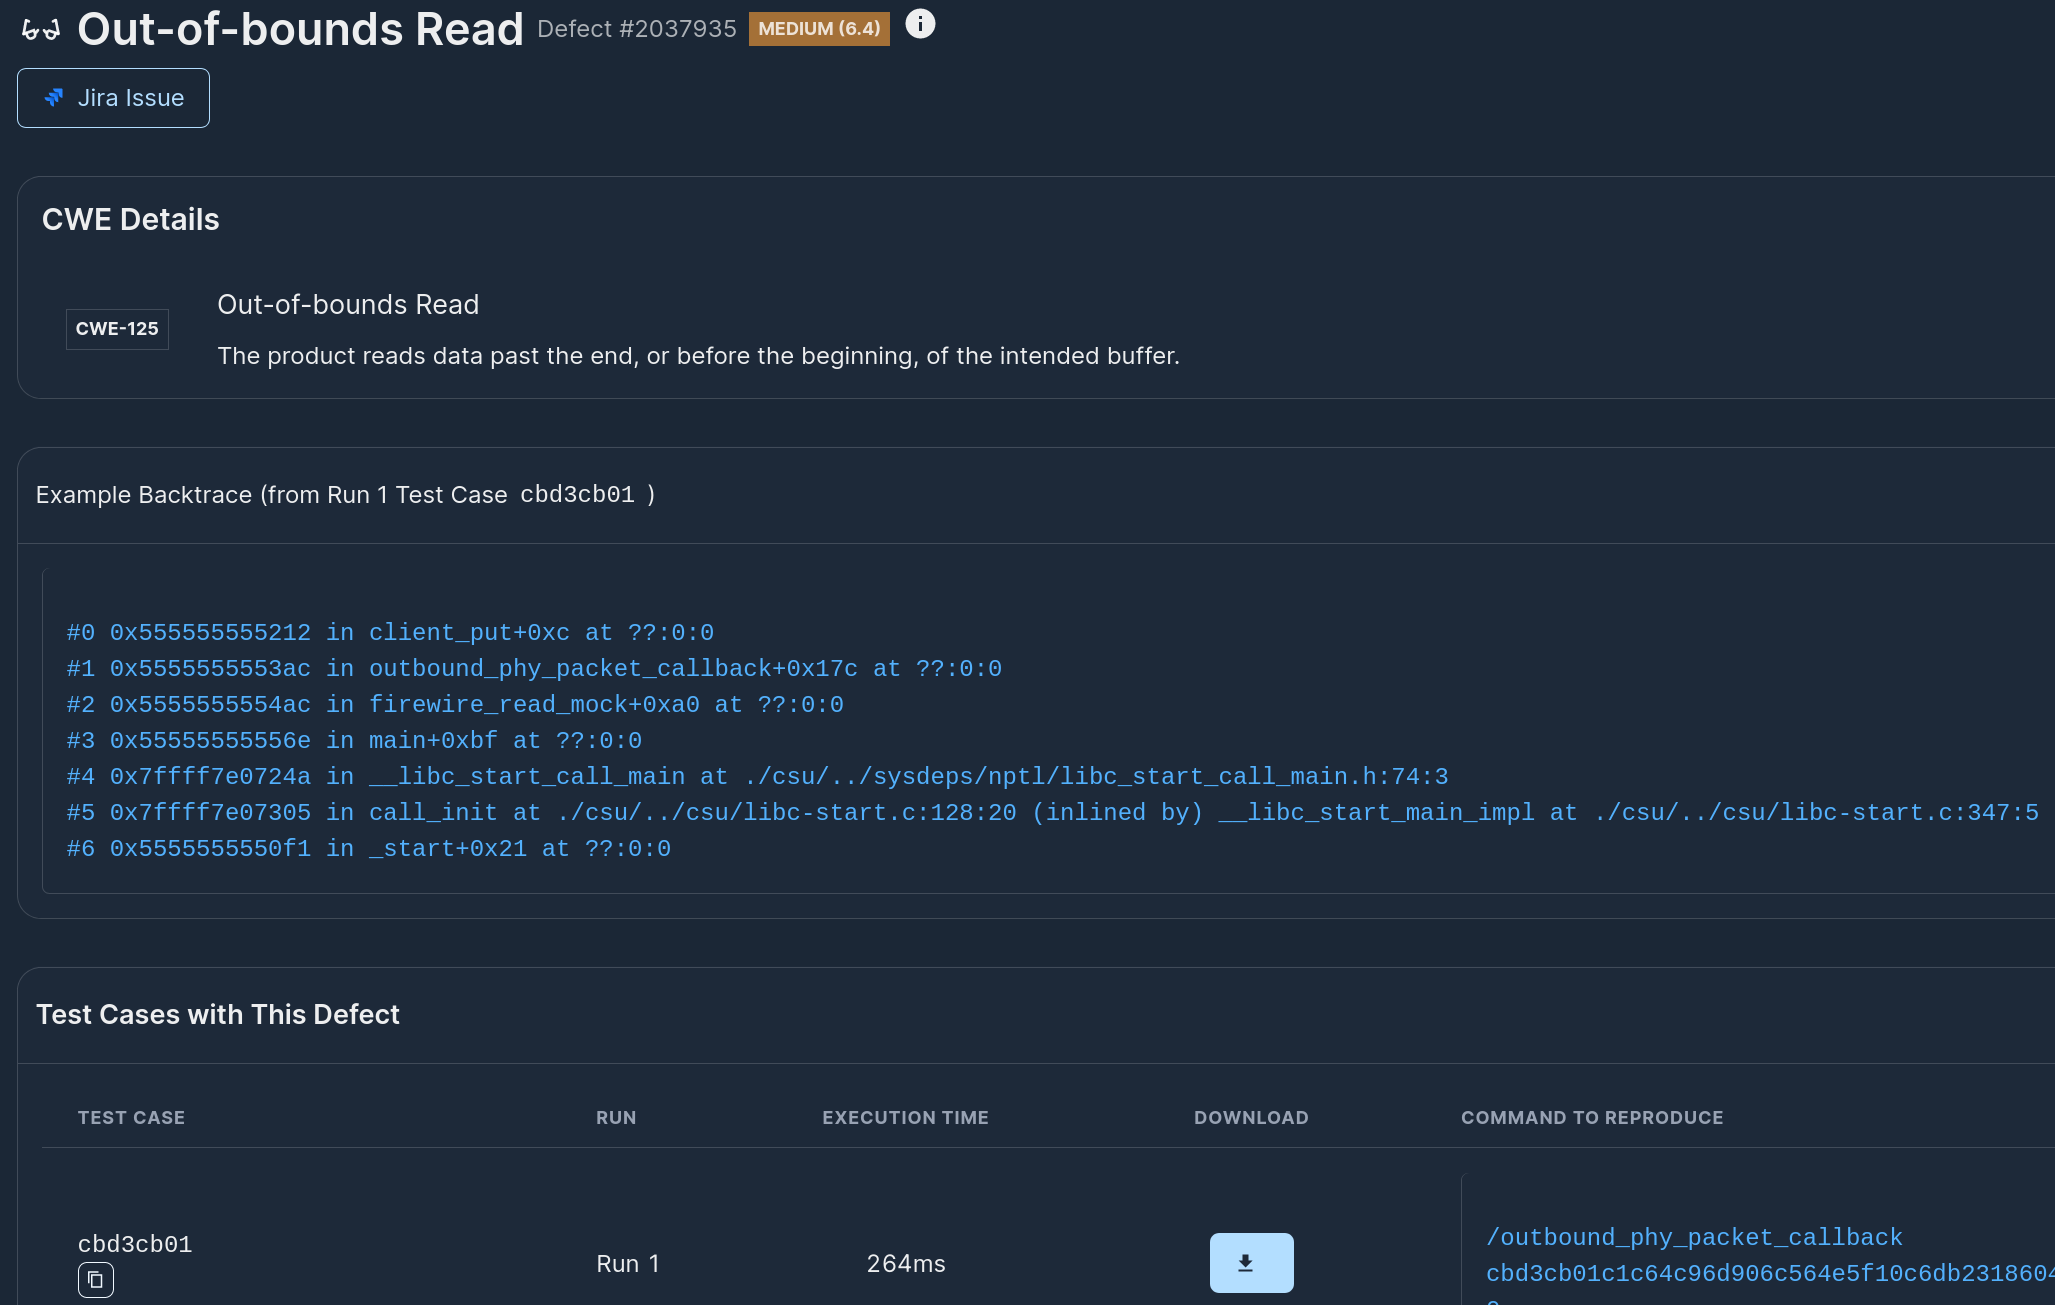 Out-of-bounds Read Defect #2037935 MEDIUM (6.4)
Jira Issue
CWE Details
CWE-125
Out-of-bounds Read
The product reads data past the end, or before the beginning, of the intended buffer.
Example Backtrace (from Run 1 Test Case cbd3cb01 )
#0 0x555555555212 in client_put+0xc at ??:0:0
#1 0x5555555553ac in outbound_phy_packet_callback+0x17c at ??:0:0
#2 0x5555555554ac in firewire_read_mock+0xa0 at ??:0:0
#3 0x55555555556e in main+0xbf at ??:0:0
#4 0x7ffff7e0724a in __libc_start_call_main at ./csu/../sysdeps/nptl/libc_start_call_main.h:74:3
#5 0x7ffff7e07305 in call_init at ./csu/../csu/libc-start.c:128:20 (inlined by) __libc_start_main_impl at ./csu/../csu/libc-start.c:347:5
#6 0x5555555550f1 in _start+0x21 at ??:0:0
Test Cases with This Defect
TEST CASE RUN EXECUTION TIME DOWNLOAD COMMAND TO REPRODUCE
cbd3cb01 Run 1 264ms
/outbound_phy_packet_callback
cbd3cb01c1c64c96d906c564e5f10c6db2318604